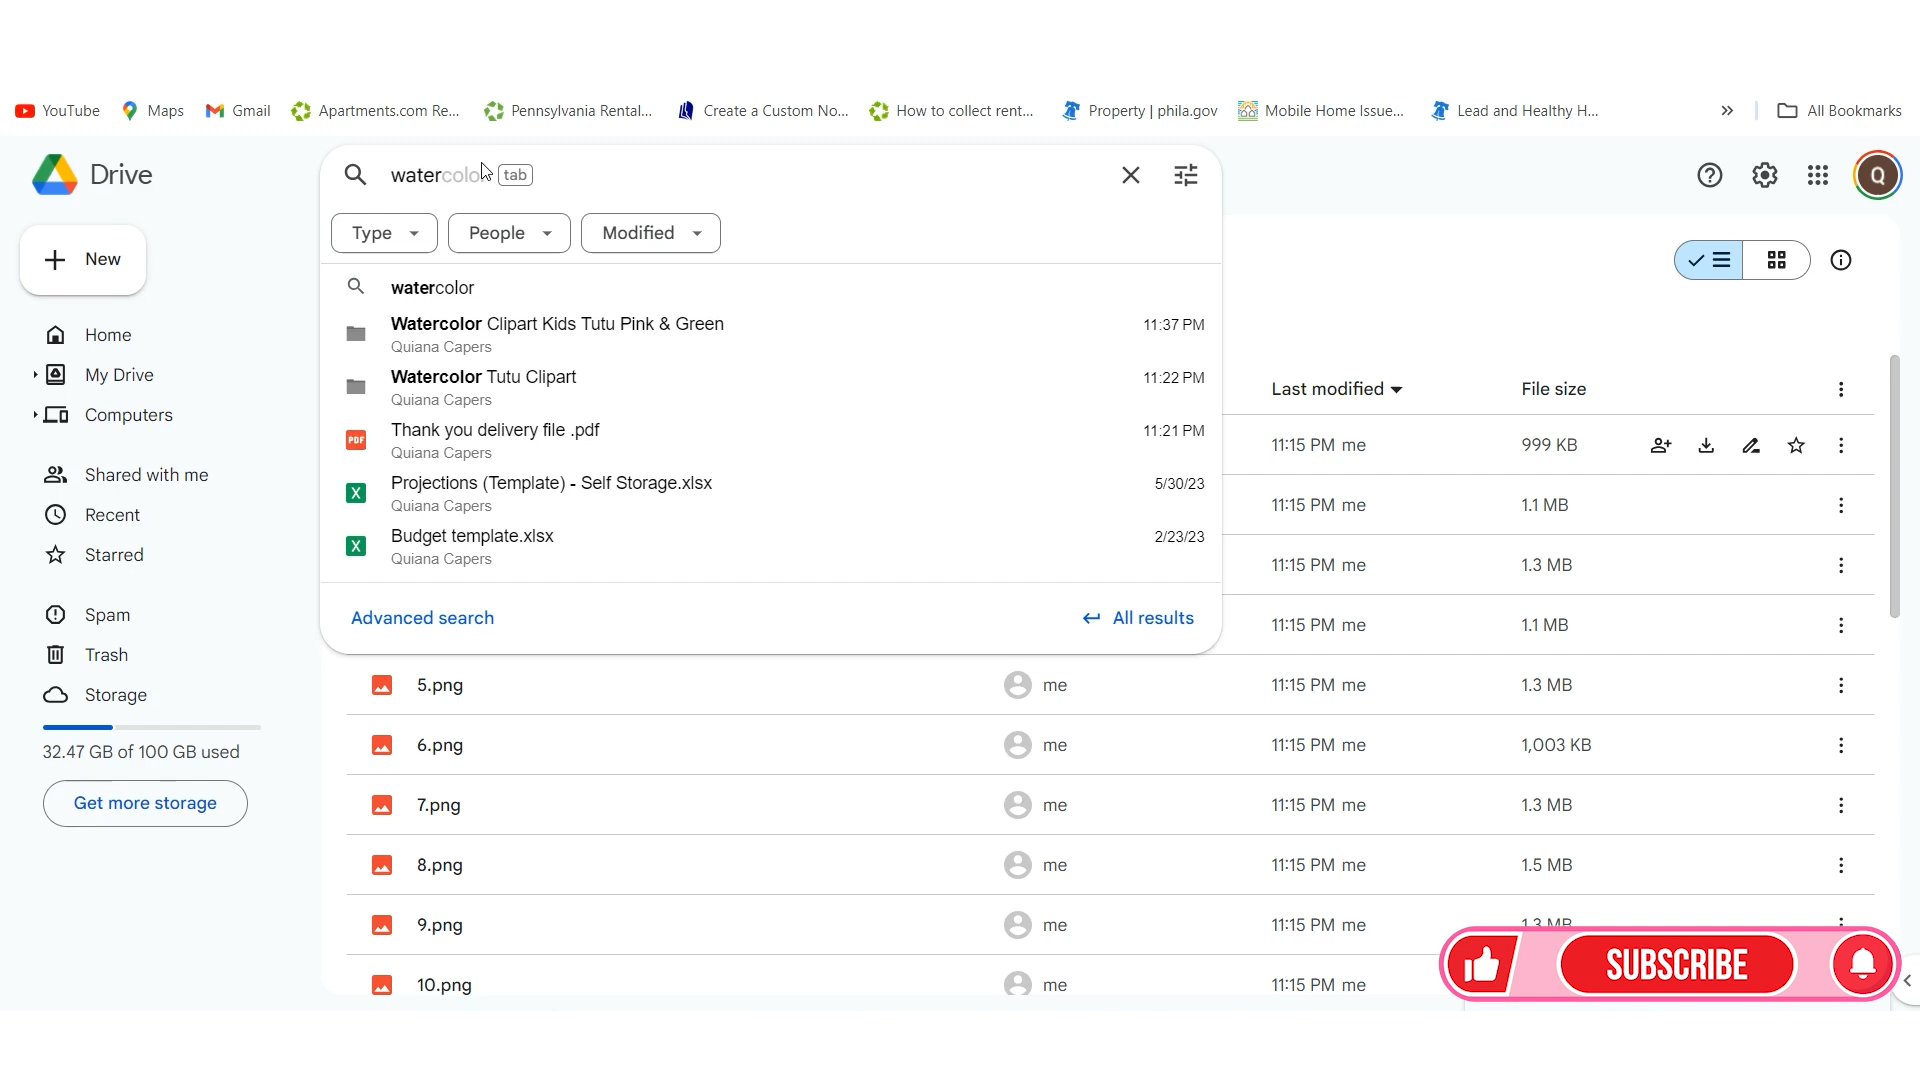 YouTube Maps Gmail Apartments.com Re... Pennsylvania Rental... Create a Custom No... How to collect rent... Property | phila.gov Mobile Home Issue... Lead and Healthy H... » All Bookmarks
Drive
watercolo tab
Q
Type People Modified
New
watercolor
Watercolor Clipart Kids Tutu Pink & Green 11:37 PM
Quiana Capers
Watercolor Tutu Clipart 11:22 PM
Quiana Capers
PDF Thank you delivery file .pdf 11:21 PM
Quiana Capers
X Projections (Template) - Self Storage.xlsx 5/30/23
Quiana Capers
X Budget template.xlsx 2/23/23
Quiana Capers
Advanced search All results
Home
My Drive
Computers
Shared with me
Recent
Starred
Spam
Trash
Storage
32.47 GB of 100 GB used
Get more storage
Last modified File size
11:15 PM me 999 KB
11:15 PM me 1.1 MB
11:15 PM me 1.3 MB
11:15 PM me 1.1 MB
5.png me 11:15 PM me 1.3 MB
6.png me 11:15 PM me 1,003 KB
7.png me 11:15 PM me 1.3 MB
8.png me 11:15 PM me 1.5 MB
9.png me 11:15 PM me 1.3 MB
10.png me 11:15 PM me
SUBSCRIBE